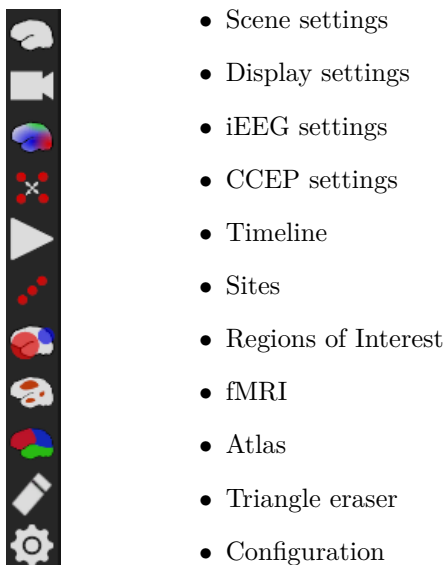 • Scene settings
• Display settings
• iEEG settings
• CCEP settings
• Timeline
• Sites
• Regions of Interest
• fMRI
• Atlas
• Triangle eraser
• Configuration